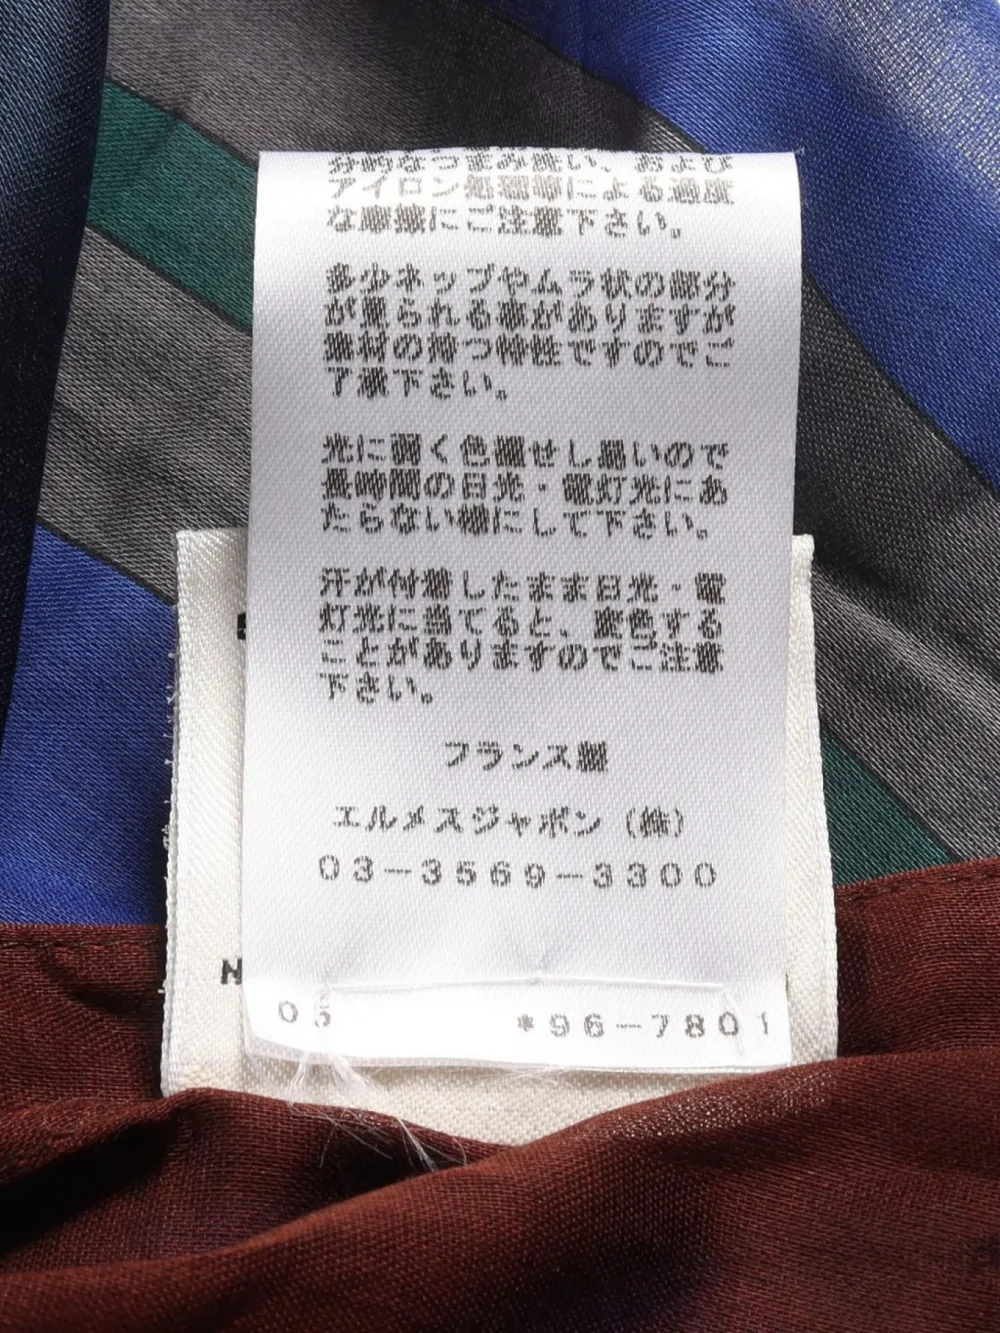 分的なつまみ洗い、および
アイロン処理等による過度
な摩擦にご注意下さい。
多少ネップやムラ状の部分
が見られる事がありますが
素材の持つ特性ですのでご
了承下さい。
光に弱く色褪せし易いので
長時間の日光・電灯光にあ
たらない様にして下さい。
汗が付着したまま日光・電
灯光に当てると、変色する
ことがありますのでご注意
下さい。
フランス製
エルメスジャポン（株）
03-3569-3300
N
05 *96-7801